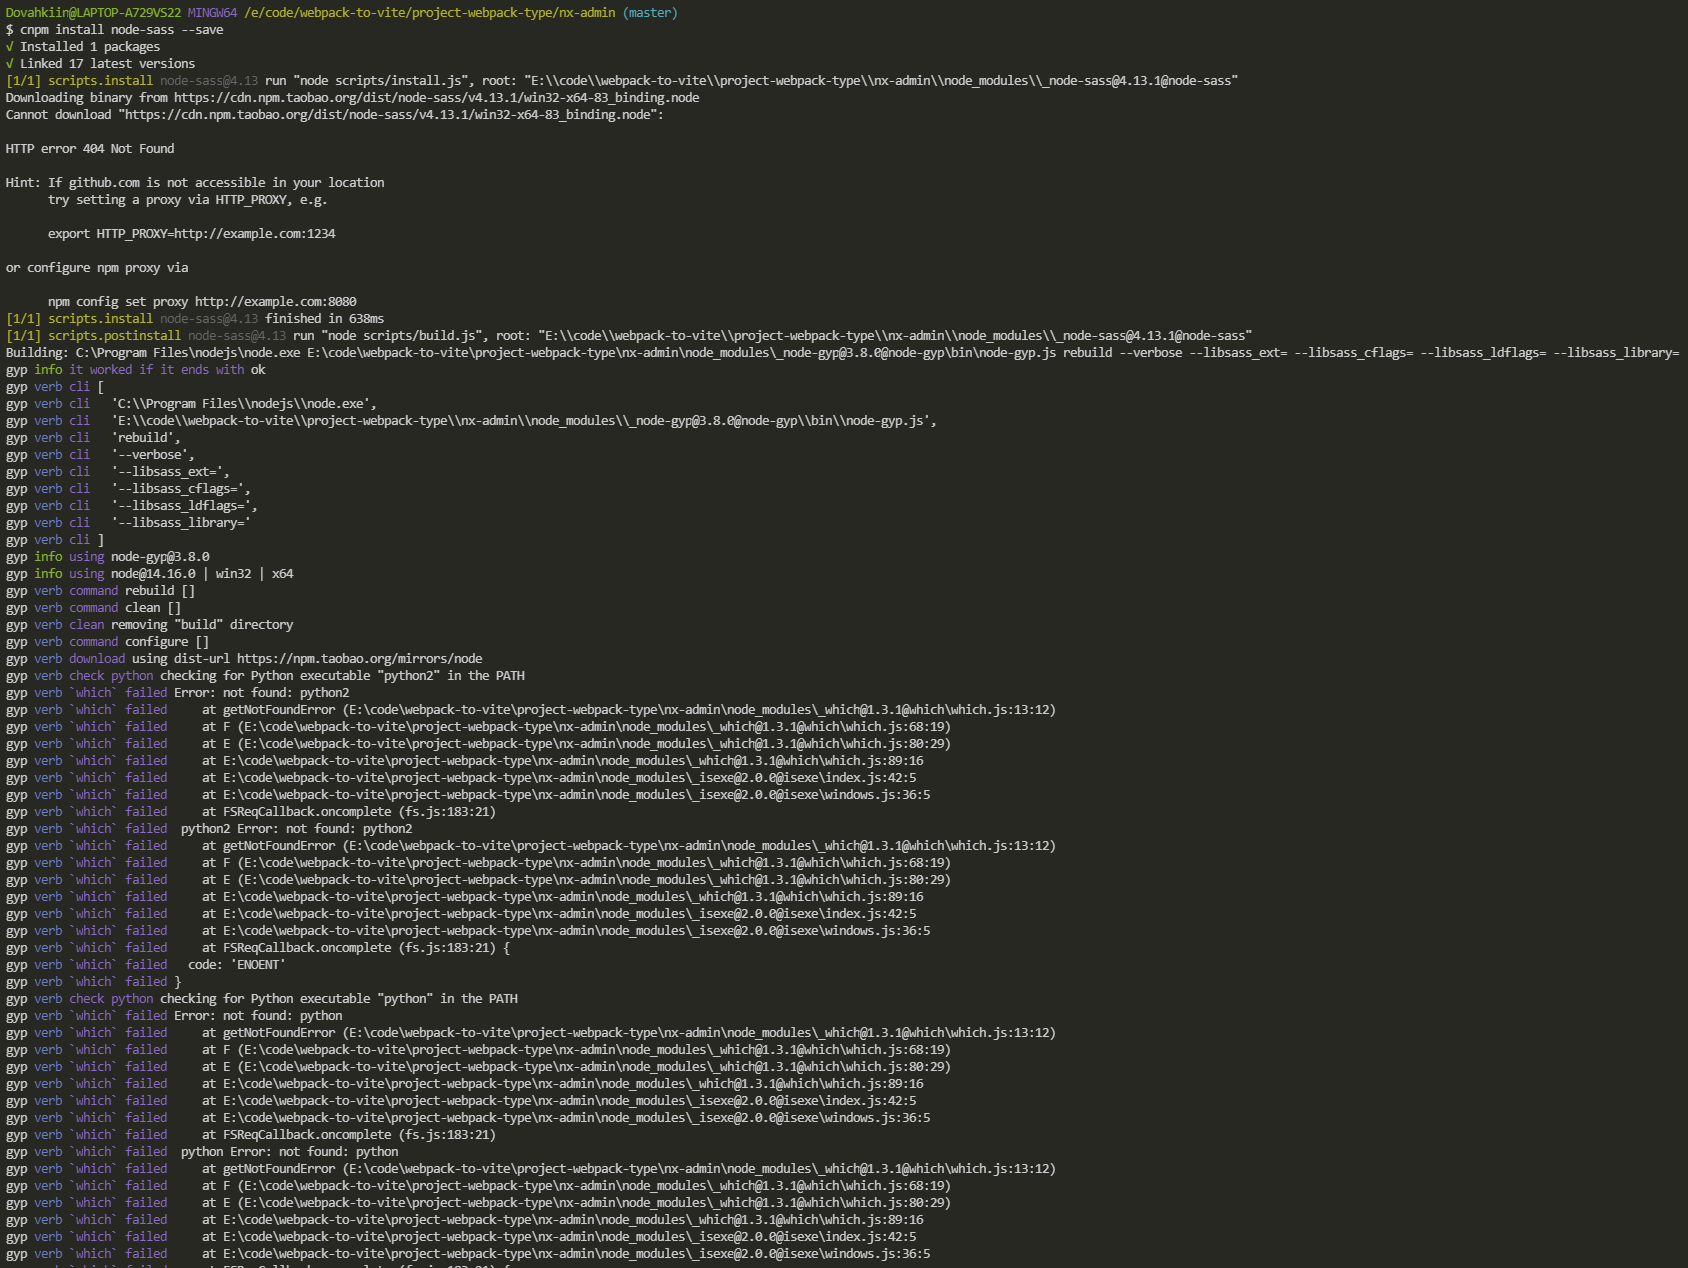 Dovahkiin@LAPTOP-A729VS22 MINGW64 /e/code/webpack-to-vite/project-webpack-type/nx-admin (master)
$ cnpm install node-sass --save
√ Installed 1 packages
√ Linked 17 latest versions
[1/1] scripts.install node-sass@4.13 run "node scripts/install.js", root: "E:\\code\\webpack-to-vite\\project-webpack-type\\nx-admin\\node_modules\\_node-sass@4.13.1@node-sass"
Downloading binary from https://cdn.npm.taobao.org/dist/node-sass/v4.13.1/win32-x64-83_binding.node
Cannot download "https://cdn.npm.taobao.org/dist/node-sass/v4.13.1/win32-x64-83_binding.node":
HTTP error 404 Not Found
Hint: If github.com is not accessible in your location
      try setting a proxy via HTTP_PROXY, e.g.
      export HTTP_PROXY=http://example.com:1234
or configure npm proxy via
      npm config set proxy http://example.com:8080
[1/1] scripts.install node-sass@4.13 finished in 638ms
[1/1] scripts.postinstall node-sass@4.13 run "node scripts/build.js", root: "E:\\code\\webpack-to-vite\\project-webpack-type\\nx-admin\\node_modules\\_node-sass@4.13.1@node-sass"
Building: C:\Program Files\nodejs\node.exe E:\code\webpack-to-vite\project-webpack-type\nx-admin\node_modules\_node-gyp@3.8.0@node-gyp\bin\node-gyp.js rebuild --verbose --libsass_ext= --libsass_cflags= --libsass_ldflags= --libsass_library=
gyp info it worked if it ends with ok
gyp verb cli [
gyp verb cli   'C:\\Program Files\\nodejs\\node.exe',
gyp verb cli   'E:\\code\\webpack-to-vite\\project-webpack-type\\nx-admin\\node_modules\\_node-gyp@3.8.0@node-gyp\\bin\\node-gyp.js',
gyp verb cli   'rebuild',
gyp verb cli   '--verbose',
gyp verb cli   '--libsass_ext=',
gyp verb cli   '--libsass_cflags=',
gyp verb cli   '--libsass_ldflags=',
gyp verb cli   '--libsass_library='
gyp verb cli ]
gyp info using node-gyp@3.8.0
gyp info using node@14.16.0 | win32 | x64
gyp verb command rebuild []
gyp verb command clean []
gyp verb clean removing "build" directory
gyp verb command configure []
gyp verb download using dist-url https://npm.taobao.org/mirrors/node
gyp verb check python checking for Python executable "python2" in the PATH
gyp verb `which` failed Error: not found: python2
gyp verb `which` failed     at getNotFoundError (E:\code\webpack-to-vite\project-webpack-type\nx-admin\node_modules\_which@1.3.1@which\which.js:13:12)
gyp verb `which` failed     at F (E:\code\webpack-to-vite\project-webpack-type\nx-admin\node_modules\_which@1.3.1@which\which.js:68:19)
gyp verb `which` failed     at E (E:\code\webpack-to-vite\project-webpack-type\nx-admin\node_modules\_which@1.3.1@which\which.js:80:29)
gyp verb `which` failed     at E:\code\webpack-to-vite\project-webpack-type\nx-admin\node_modules\_which@1.3.1@which\which.js:89:16
gyp verb `which` failed     at E:\code\webpack-to-vite\project-webpack-type\nx-admin\node_modules\_isexe@2.0.0@isexe\index.js:42:5
gyp verb `which` failed     at E:\code\webpack-to-vite\project-webpack-type\nx-admin\node_modules\_isexe@2.0.0@isexe\windows.js:36:5
gyp verb `which` failed     at FSReqCallback.oncomplete (fs.js:183:21)
gyp verb `which` failed  python2 Error: not found: python2
gyp verb `which` failed     at getNotFoundError (E:\code\webpack-to-vite\project-webpack-type\nx-admin\node_modules\_which@1.3.1@which\which.js:13:12)
gyp verb `which` failed     at F (E:\code\webpack-to-vite\project-webpack-type\nx-admin\node_modules\_which@1.3.1@which\which.js:68:19)
gyp verb `which` failed     at E (E:\code\webpack-to-vite\project-webpack-type\nx-admin\node_modules\_which@1.3.1@which\which.js:80:29)
gyp verb `which` failed     at E:\code\webpack-to-vite\project-webpack-type\nx-admin\node_modules\_which@1.3.1@which\which.js:89:16
gyp verb `which` failed     at E:\code\webpack-to-vite\project-webpack-type\nx-admin\node_modules\_isexe@2.0.0@isexe\index.js:42:5
gyp verb `which` failed     at E:\code\webpack-to-vite\project-webpack-type\nx-admin\node_modules\_isexe@2.0.0@isexe\windows.js:36:5
gyp verb `which` failed     at FSReqCallback.oncomplete (fs.js:183:21) {
gyp verb `which` failed   code: 'ENOENT'
gyp verb `which` failed }
gyp verb check python checking for Python executable "python" in the PATH
gyp verb `which` failed Error: not found: python
gyp verb `which` failed     at getNotFoundError (E:\code\webpack-to-vite\project-webpack-type\nx-admin\node_modules\_which@1.3.1@which\which.js:13:12)
gyp verb `which` failed     at F (E:\code\webpack-to-vite\project-webpack-type\nx-admin\node_modules\_which@1.3.1@which\which.js:68:19)
gyp verb `which` failed     at E (E:\code\webpack-to-vite\project-webpack-type\nx-admin\node_modules\_which@1.3.1@which\which.js:80:29)
gyp verb `which` failed     at E:\code\webpack-to-vite\project-webpack-type\nx-admin\node_modules\_which@1.3.1@which\which.js:89:16
gyp verb `which` failed     at E:\code\webpack-to-vite\project-webpack-type\nx-admin\node_modules\_isexe@2.0.0@isexe\index.js:42:5
gyp verb `which` failed     at E:\code\webpack-to-vite\project-webpack-type\nx-admin\node_modules\_isexe@2.0.0@isexe\windows.js:36:5
gyp verb `which` failed     at FSReqCallback.oncomplete (fs.js:183:21)
gyp verb `which` failed  python Error: not found: python
gyp verb `which` failed     at getNotFoundError (E:\code\webpack-to-vite\project-webpack-type\nx-admin\node_modules\_which@1.3.1@which\which.js:13:12)
gyp verb `which` failed     at F (E:\code\webpack-to-vite\project-webpack-type\nx-admin\node_modules\_which@1.3.1@which\which.js:68:19)
gyp verb `which` failed     at E (E:\code\webpack-to-vite\project-webpack-type\nx-admin\node_modules\_which@1.3.1@which\which.js:80:29)
gyp verb `which` failed     at E:\code\webpack-to-vite\project-webpack-type\nx-admin\node_modules\_which@1.3.1@which\which.js:89:16
gyp verb `which` failed     at E:\code\webpack-to-vite\project-webpack-type\nx-admin\node_modules\_isexe@2.0.0@isexe\index.js:42:5
gyp verb `which` failed     at E:\code\webpack-to-vite\project-webpack-type\nx-admin\node_modules\_isexe@2.0.0@isexe\windows.js:36:5